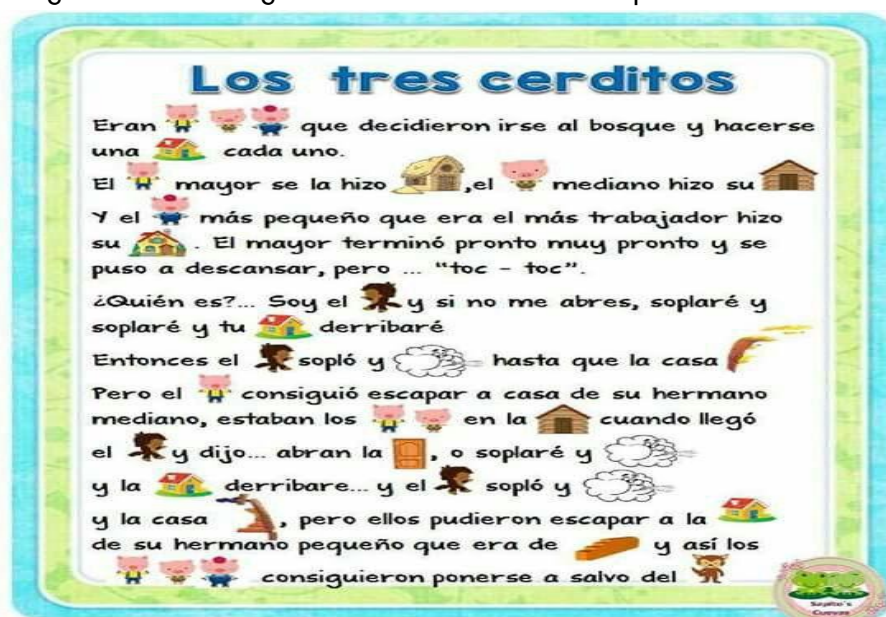 Los tres cerditos
Eran que decidieron irse al bosque y hacerse
una cada uno.
El mayor se la hizo ,el mediano hizo su
Y el más pequeño que era el más trabajador hizo
su . El mayor terminó pronto muy pronto y se
puso a descansar, pero ... "toc - toc".
¿Quién es?... Soy el y si no me abres, soplaré y
soplaré y tu derribaré
Entonces el sopló y hasta que la casa
Pero el consiguió escapar a casa de su hermano
mediano, estaban los en la cuando llegó
el y dijo... abran la , o soplaré y
y la derribare... y el sopló y
y la casa , pero ellos pudieron escapar a la
de su hermano pequeño que era de y así los
consiguieron ponerse a salvo del
Sapito's
Cuevas